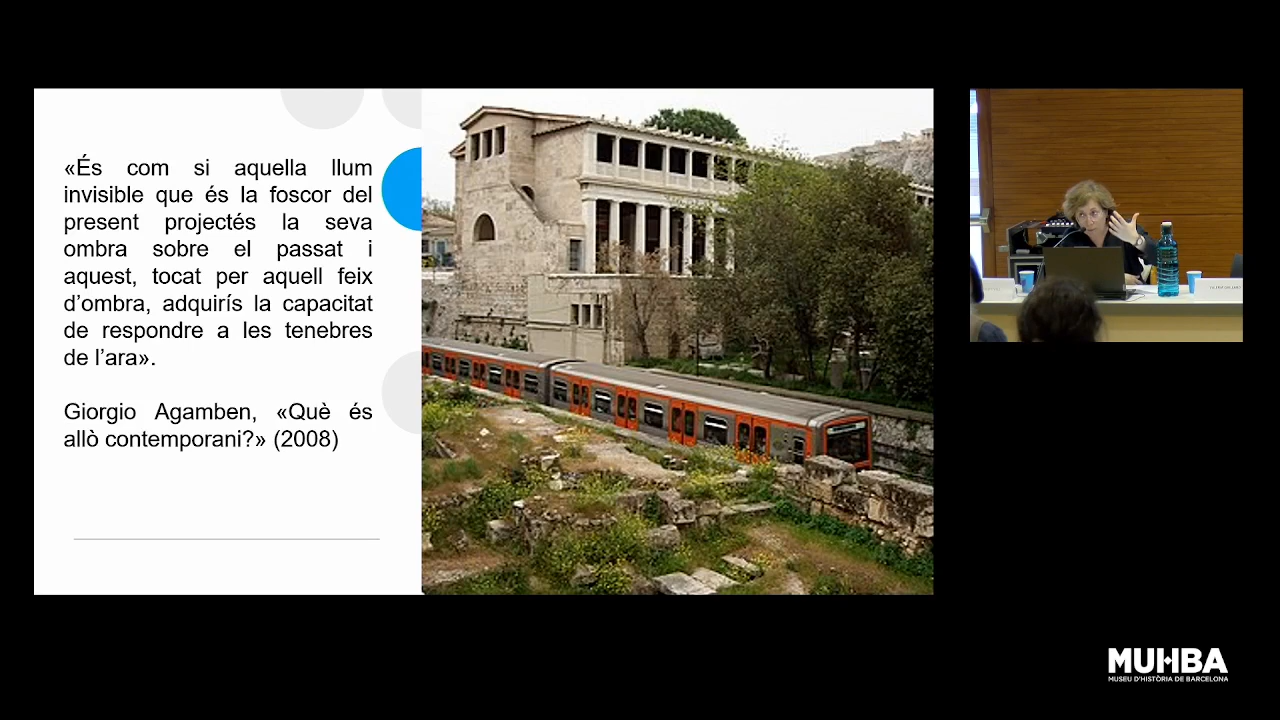 «És com si aquella llum
invisible que és la foscor del
present projectés la seva
ombra sobre el passat i
aquest, tocat per aquell feix
d’ombra, adquirís la capacitat
de respondre a les tenebres
de l’ara».
Giorgio Agamben, «Què és
allò contemporani?» (2008)
MUHBA
MUSEU D'HISTÒRIA DE BARCELONA